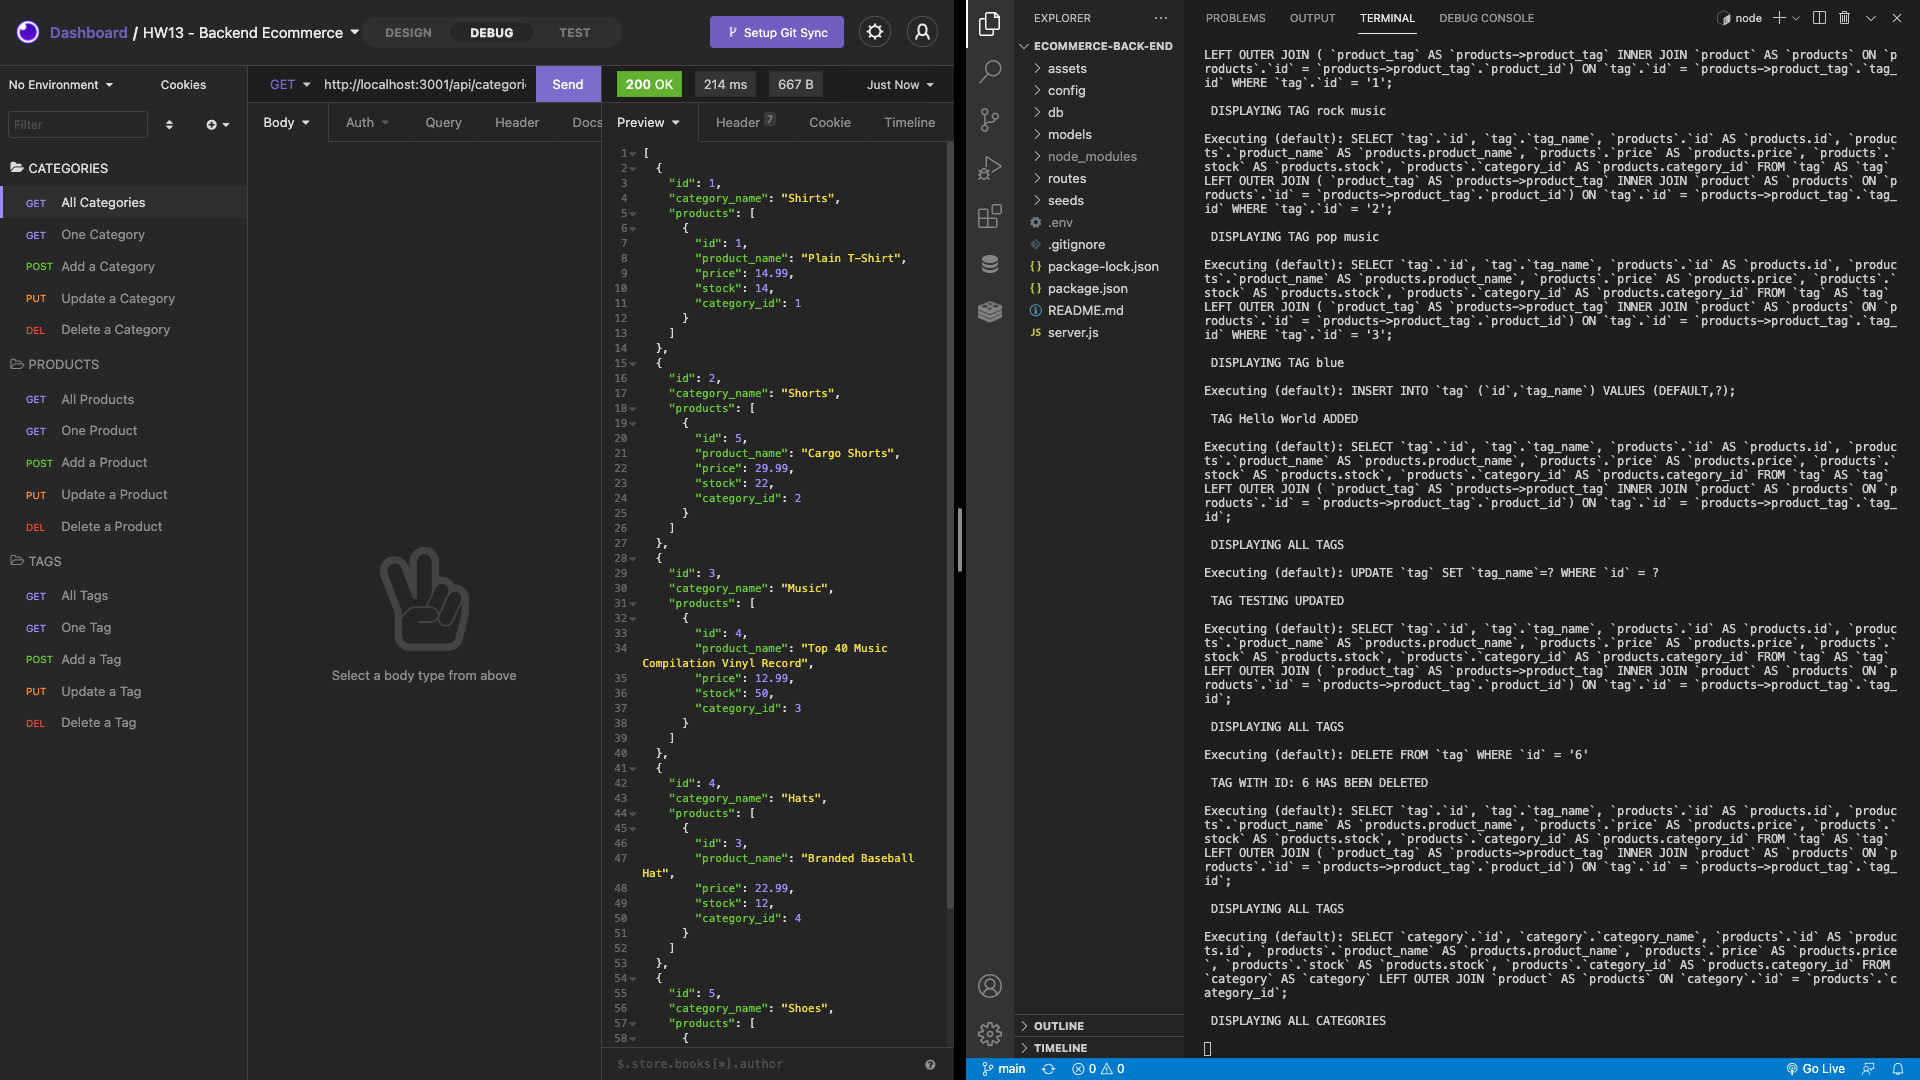 Dashboard / HW13 - Backend Ecommerce
DESIGN
DEBUG
TEST
Setup Git Sync
No Environment
Cookies
Filter
CATEGORIES
GET All Categories
GET One Category
POST Add a Category
PUT Update a Category
DEL Delete a Category
PRODUCTS
GET All Products
GET One Product
POST Add a Product
PUT Update a Product
DEL Delete a Product
TAGS
GET All Tags
GET One Tag
POST Add a Tag
PUT Update a Tag
DEL Delete a Tag
GET
http://localhost:3001/api/categori
Send
Body
Auth
Query
Header
Docs
Select a body type from above
200 OK
214 ms
667 B
Just Now
Preview
Header 7
Cookie
Timeline
1 [
2 {
3 "id": 1,
4 "category_name": "Shirts",
5 "products": [
6 {
7 "id": 1,
8 "product_name": "Plain T-Shirt",
9 "price": 14.99,
10 "stock": 14,
11 "category_id": 1
12 }
13 ]
14 },
15 {
16 "id": 2,
17 "category_name": "Shorts",
18 "products": [
19 {
20 "id": 5,
21 "product_name": "Cargo Shorts",
22 "price": 29.99,
23 "stock": 22,
24 "category_id": 2
25 }
26 ]
27 },
28 {
29 "id": 3,
30 "category_name": "Music",
31 "products": [
32 {
33 "id": 4,
34 "product_name": "Top 40 Music
Compilation Vinyl Record",
35 "price": 12.99,
36 "stock": 50,
37 "category_id": 3
38 }
39 ]
40 },
41 {
42 "id": 4,
43 "category_name": "Hats",
44 "products": [
45 {
46 "id": 3,
47 "product_name": "Branded Baseball
Hat",
48 "price": 22.99,
49 "stock": 12,
50 "category_id": 4
51 }
52 ]
53 },
54 {
55 "id": 5,
56 "category_name": "Shoes",
57 "products": [
58 {
$.store.books[*].author
EXPLORER
ECOMMERCE-BACK-END
assets
config
db
models
node_modules
routes
seeds
.env
.gitignore
{} package-lock.json
{} package.json
README.md
JS server.js
OUTLINE
TIMELINE
PROBLEMS
OUTPUT
TERMINAL
DEBUG CONSOLE
node
LEFT OUTER JOIN ( `product_tag` AS `products->product_tag` INNER JOIN `product` AS `products` ON `p
roducts`.`id` = `products->product_tag`.`product_id`) ON `tag`.`id` = `products->product_tag`.`tag_
id` WHERE `tag`.`id` = '1';
DISPLAYING TAG rock music
Executing (default): SELECT `tag`.`id`, `tag`.`tag_name`, `products`.`id` AS `products.id`, `produc
ts`.`product_name` AS `products.product_name`, `products`.`price` AS `products.price`, `products`.`
stock` AS `products.stock`, `products`.`category_id` AS `products.category_id` FROM `tag` AS `tag`
LEFT OUTER JOIN ( `product_tag` AS `products->product_tag` INNER JOIN `product` AS `products` ON `p
roducts`.`id` = `products->product_tag`.`product_id`) ON `tag`.`id` = `products->product_tag`.`tag_
id` WHERE `tag`.`id` = '2';
DISPLAYING TAG pop music
Executing (default): SELECT `tag`.`id`, `tag`.`tag_name`, `products`.`id` AS `products.id`, `produc
ts`.`product_name` AS `products.product_name`, `products`.`price` AS `products.price`, `products`.`
stock` AS `products.stock`, `products`.`category_id` AS `products.category_id` FROM `tag` AS `tag`
LEFT OUTER JOIN ( `product_tag` AS `products->product_tag` INNER JOIN `product` AS `products` ON `p
roducts`.`id` = `products->product_tag`.`product_id`) ON `tag`.`id` = `products->product_tag`.`tag_
id` WHERE `tag`.`id` = '3';
DISPLAYING TAG blue
Executing (default): INSERT INTO `tag` (`id`,`tag_name`) VALUES (DEFAULT,?);
TAG Hello World ADDED
Executing (default): SELECT `tag`.`id`, `tag`.`tag_name`, `products`.`id` AS `products.id`, `produc
ts`.`product_name` AS `products.product_name`, `products`.`price` AS `products.price`, `products`.`
stock` AS `products.stock`, `products`.`category_id` AS `products.category_id` FROM `tag` AS `tag`
LEFT OUTER JOIN ( `product_tag` AS `products->product_tag` INNER JOIN `product` AS `products` ON `p
roducts`.`id` = `products->product_tag`.`product_id`) ON `tag`.`id` = `products->product_tag`.`tag_
id`;
DISPLAYING ALL TAGS
Executing (default): UPDATE `tag` SET `tag_name`=? WHERE `id` = ?
TAG TESTING UPDATED
Executing (default): SELECT `tag`.`id`, `tag`.`tag_name`, `products`.`id` AS `products.id`, `produc
ts`.`product_name` AS `products.product_name`, `products`.`price` AS `products.price`, `products`.`
stock` AS `products.stock`, `products`.`category_id` AS `products.category_id` FROM `tag` AS `tag`
LEFT OUTER JOIN ( `product_tag` AS `products->product_tag` INNER JOIN `product` AS `products` ON `p
roducts`.`id` = `products->product_tag`.`product_id`) ON `tag`.`id` = `products->product_tag`.`tag_
id`;
DISPLAYING ALL TAGS
Executing (default): DELETE FROM `tag` WHERE `id` = '6'
TAG WITH ID: 6 HAS BEEN DELETED
Executing (default): SELECT `tag`.`id`, `tag`.`tag_name`, `products`.`id` AS `products.id`, `produc
ts`.`product_name` AS `products.product_name`, `products`.`price` AS `products.price`, `products`.`
stock` AS `products.stock`, `products`.`category_id` AS `products.category_id` FROM `tag` AS `tag`
LEFT OUTER JOIN ( `product_tag` AS `products->product_tag` INNER JOIN `product` AS `products` ON `p
roducts`.`id` = `products->product_tag`.`product_id`) ON `tag`.`id` = `products->product_tag`.`tag_
id`;
DISPLAYING ALL TAGS
Executing (default): SELECT `category`.`id`, `category`.`category_name`, `products`.`id` AS `produc
ts.id`, `products`.`product_name` AS `products.product_name`, `products`.`price` AS `products.price
`, `products`.`stock` AS `products.stock`, `products`.`category_id` AS `products.category_id` FROM
`category` AS `category` LEFT OUTER JOIN `product` AS `products` ON `category`.`id` = `products`.`c
ategory_id`;
DISPLAYING ALL CATEGORIES
main
0
0
Go Live